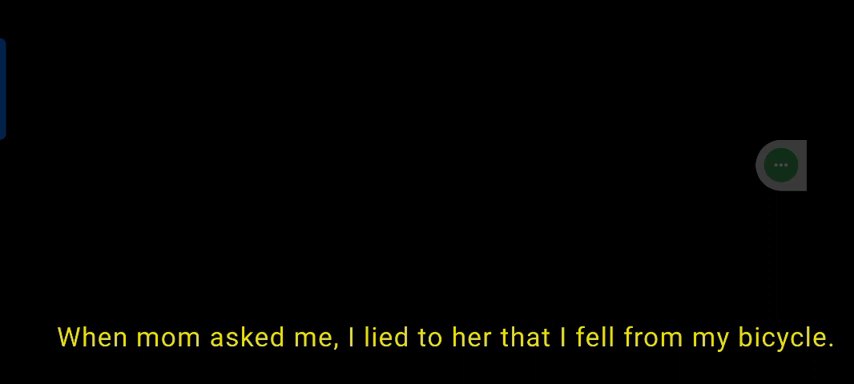 When mom asked me, I lied to her that I fell from my bicycle.